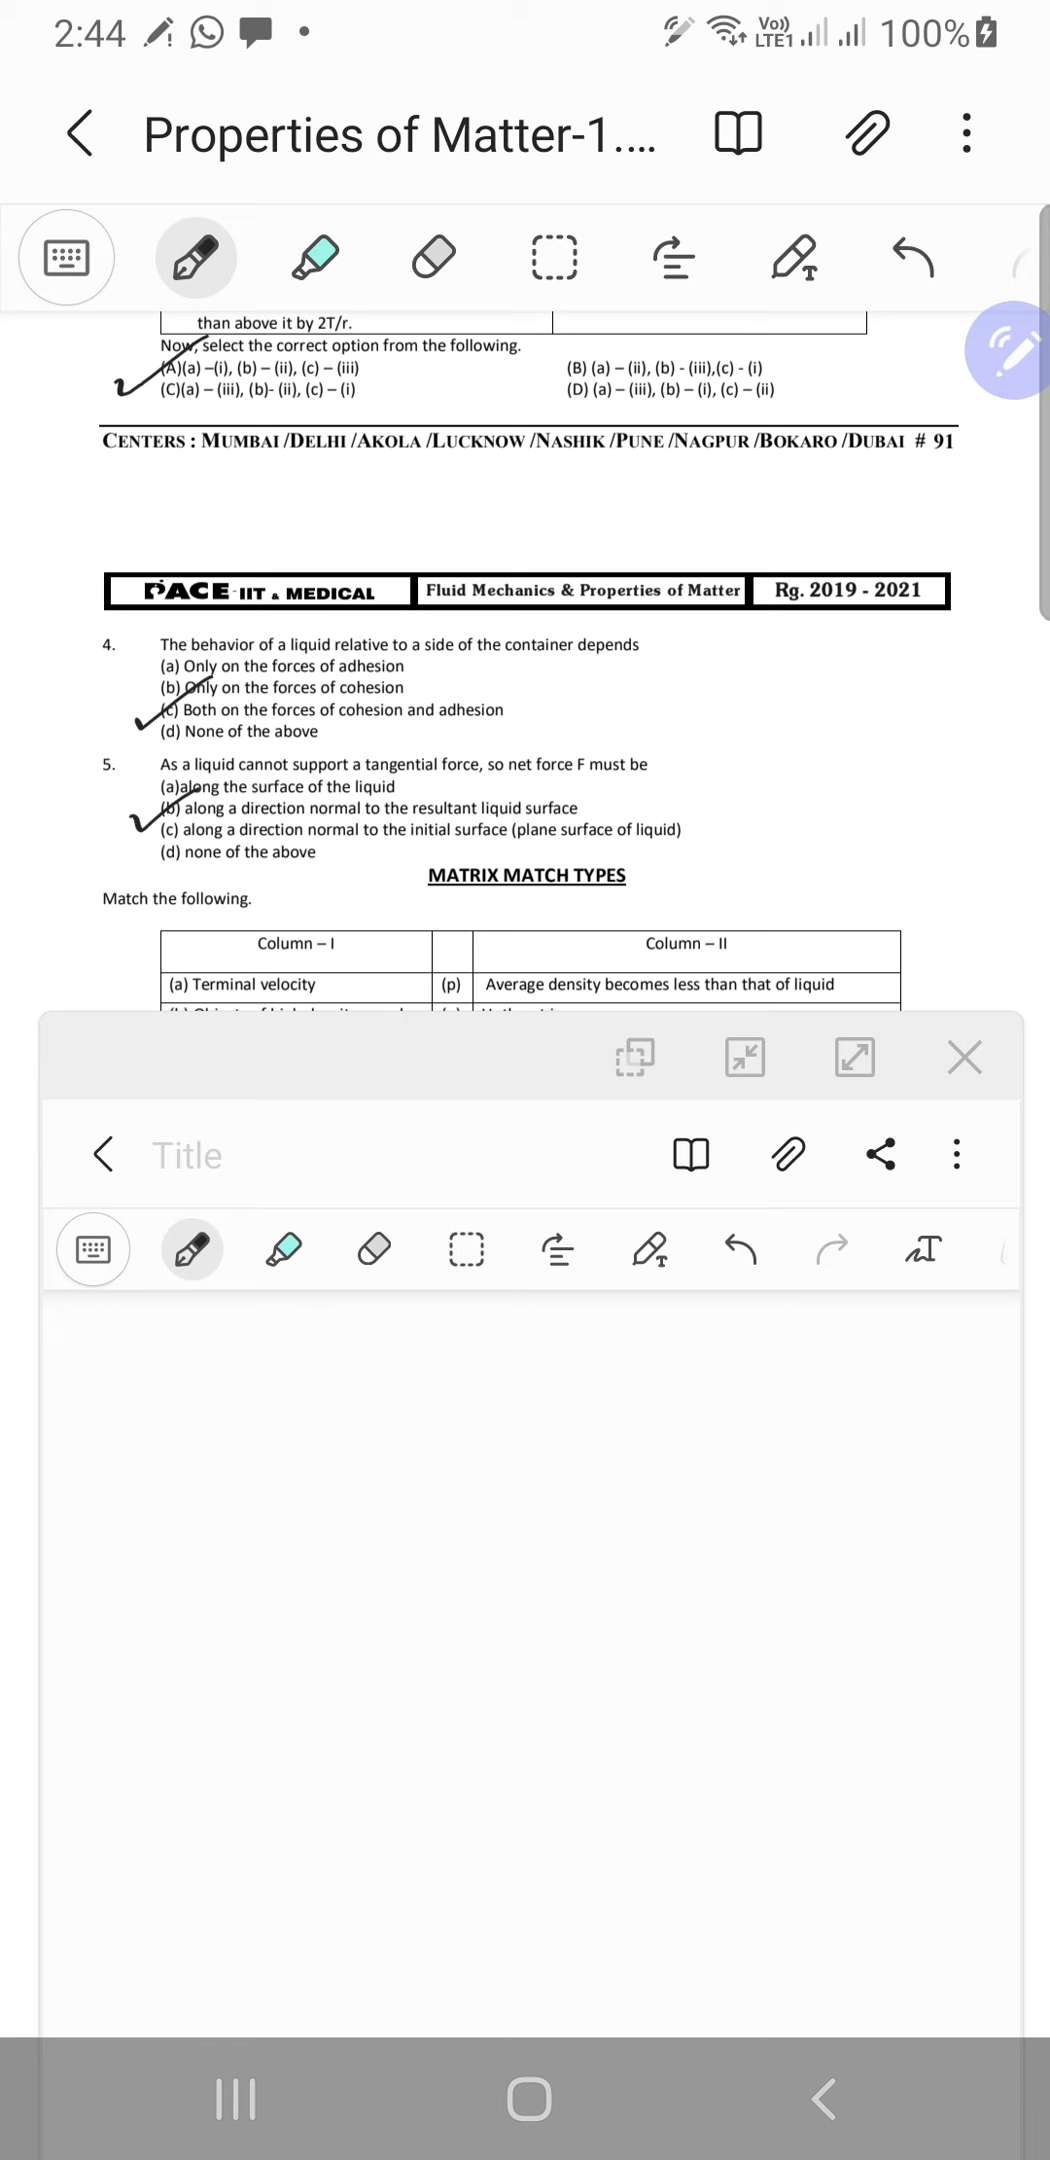 2:44
Vo))
LTE1
100%
Properties of Matter-1....
than above it by 2T/r.
Now, select the correct option from the following.
(A)(a) –(i), (b) – (ii), (c) – (iii)
(B) (a) – (ii), (b) - (iii),(c) - (i)
(C)(a) – (iii), (b)- (ii), (c) – (i)
(D) (a) – (iii), (b) – (i), (c) – (ii)
CENTERS : MUMBAI /DELHI /AKOLA /LUCKNOW /NASHIK /PUNE /NAGPUR /BOKARO /DUBAI # 91
PACE IIT & MEDICAL
Fluid Mechanics & Properties of Matter
Rg. 2019 - 2021
4. The behavior of a liquid relative to a side of the container depends
(a) Only on the forces of adhesion
(b) Only on the forces of cohesion
(c) Both on the forces of cohesion and adhesion
(d) None of the above
5. As a liquid cannot support a tangential force, so net force F must be
(a)along the surface of the liquid
(b) along a direction normal to the resultant liquid surface
(c) along a direction normal to the initial surface (plane surface of liquid)
(d) none of the above
MATRIX MATCH TYPES
Match the following.
Column – I
Column – II
(a) Terminal velocity
(p) Average density becomes less than that of liquid
Title